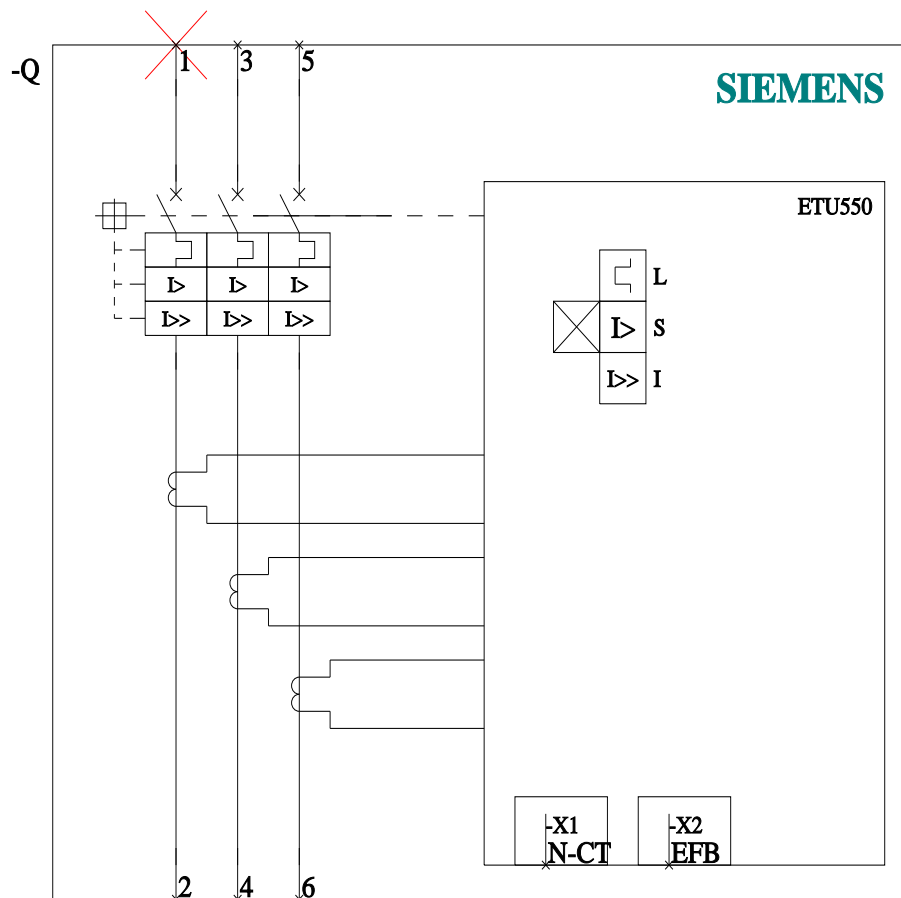 1 3 5
-Q
SIEMENS
ETU550
L
I> I> I>
I>> I>> I>>
I> S
I>> I
-X1 -X2
N-CT EFB
2 4 6